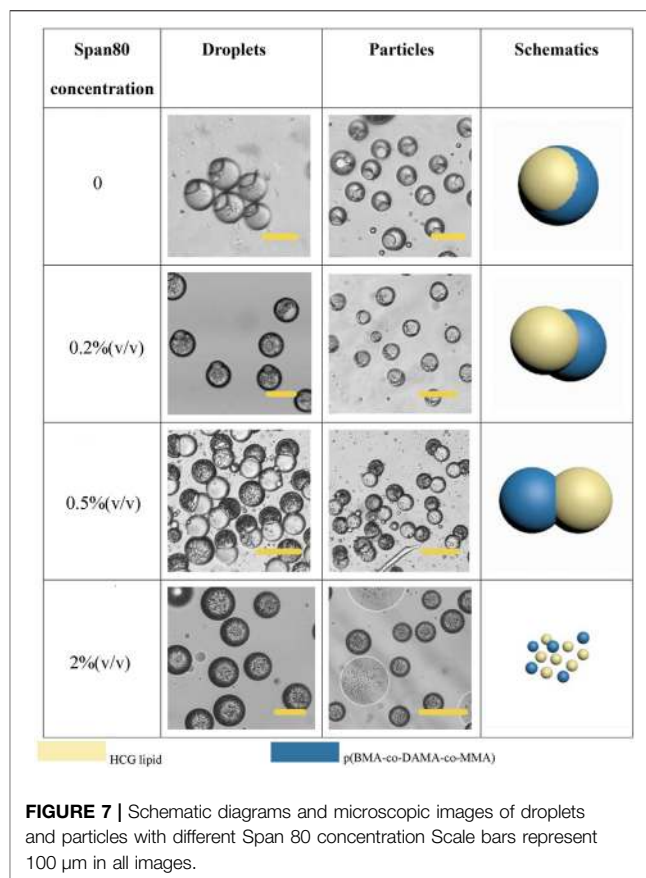 Span80 concentration
Droplets
Particles
Schematics
0
0.2%(v/v)
0.5%(v/v)
2%(v/v)
HCG lipid
p(BMA-co-DAMA-co-MMA)
FIGURE 7 | Schematic diagrams and microscopic images of droplets
and particles with different Span 80 concentration Scale bars represent
100 µm in all images.